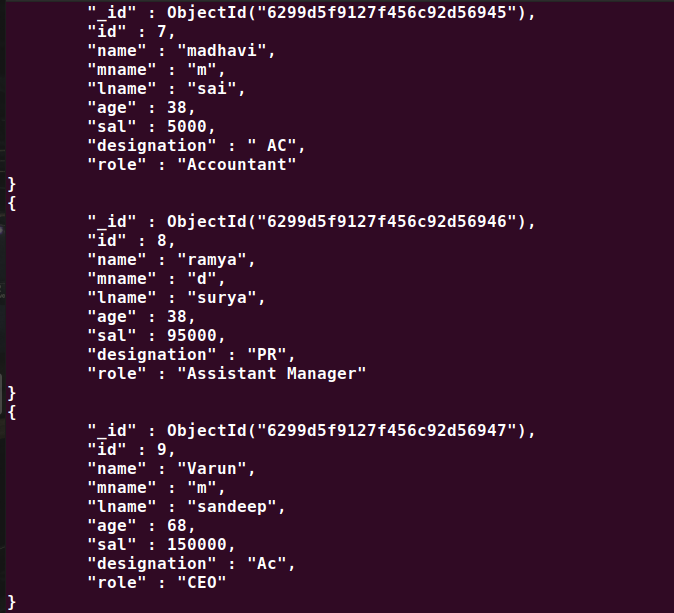 "_id" : ObjectId("6299d5f9127f456c92d56945"),
"id" : 7,
"name" : "madhavi",
"mname" : "m",
"lname" : "sai",
"age" : 38,
"sal" : 5000,
"designation" : " AC",
"role" : "Accountant"
}
{
"_id" : ObjectId("6299d5f9127f456c92d56946"),
"id" : 8,
"name" : "ramya",
"mname" : "d",
"lname" : "surya",
"age" : 38,
"sal" : 95000,
"designation" : "PR",
"role" : "Assistant Manager"
}
{
"_id" : ObjectId("6299d5f9127f456c92d56947"),
"id" : 9,
"name" : "Varun",
"mname" : "m",
"lname" : "sandeep",
"age" : 68,
"sal" : 150000,
"designation" : "Ac",
"role" : "CEO"
}